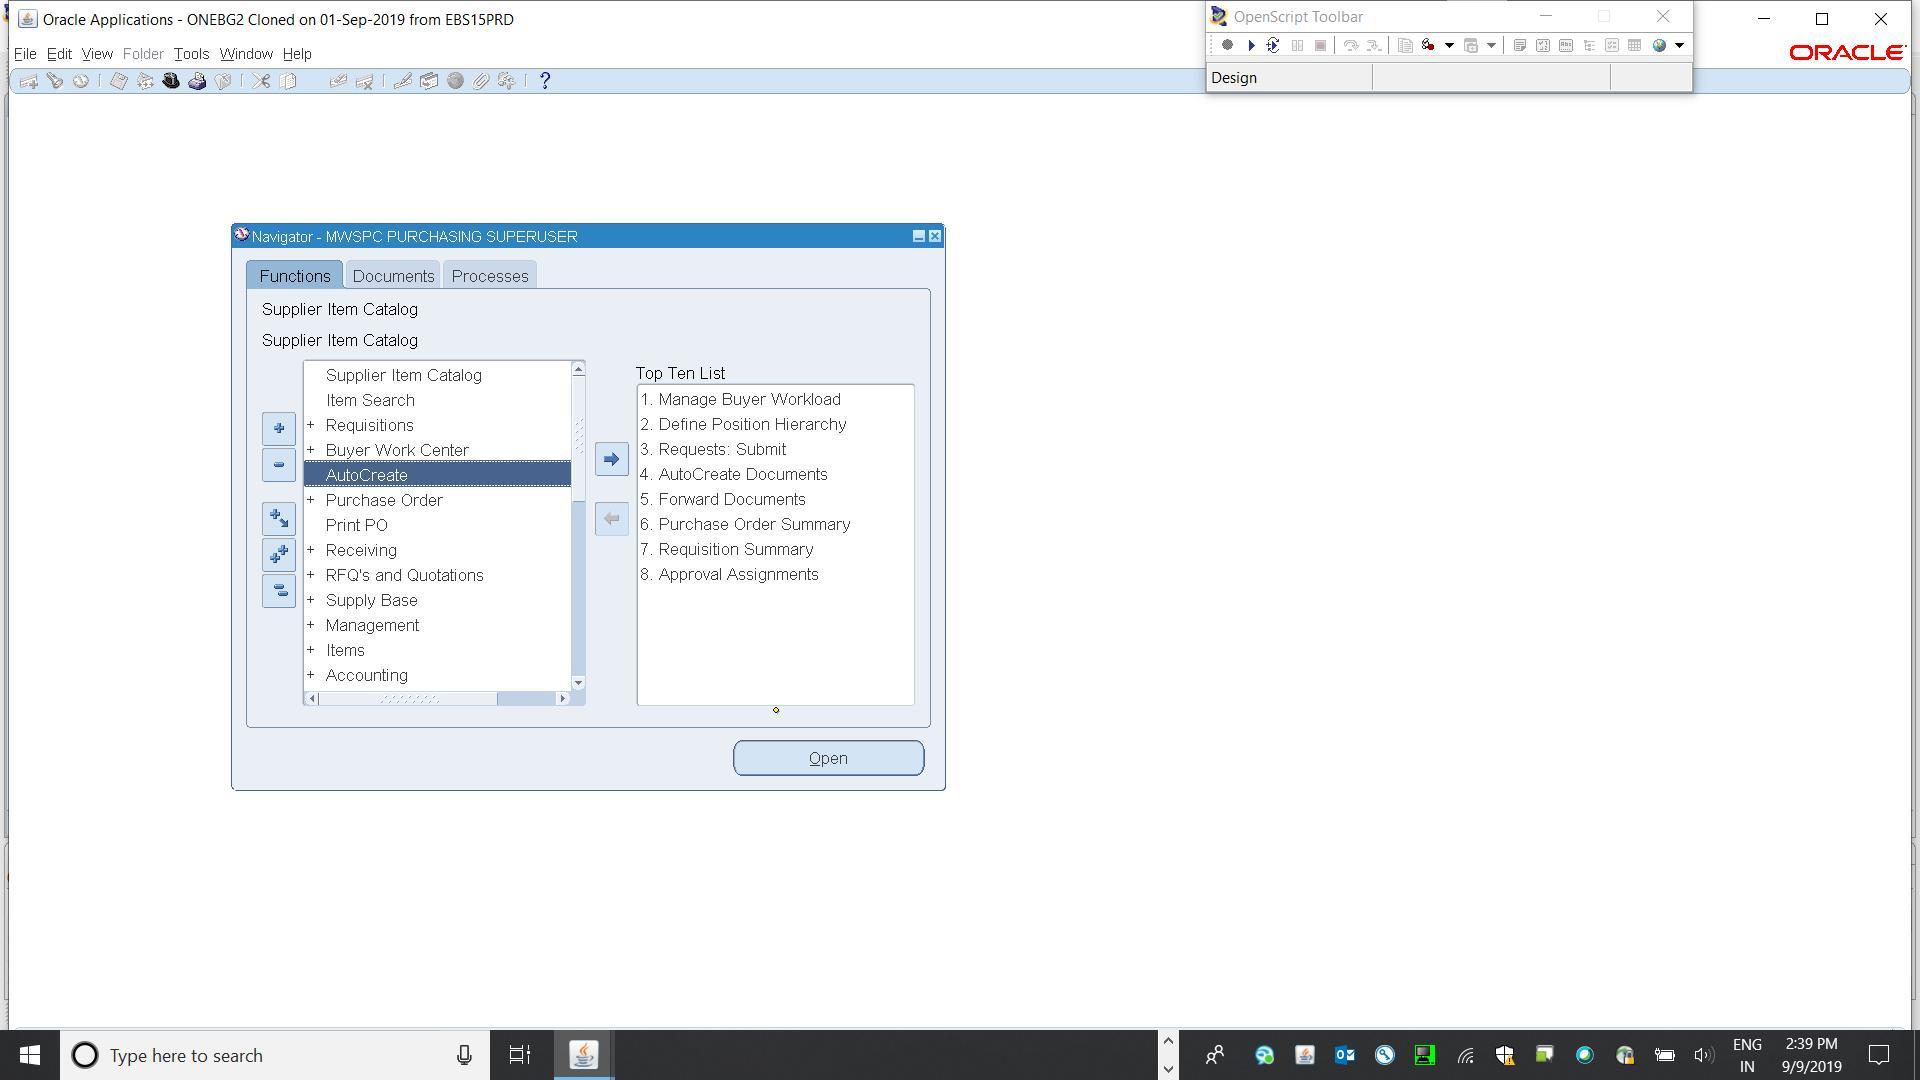 Oracle Applications - ONEBG2 Cloned on 01-Sep-2019 from EBS15PRD
OpenScript Toolbar
File Edit View Folder Tools Window Help
ORACLE
Design
Navigator - MWSPC PURCHASING SUPERUSER
Functions Documents Processes
Supplier Item Catalog
Supplier Item Catalog
Supplier Item Catalog
Item Search
+ Requisitions
+ Buyer Work Center
AutoCreate
+ Purchase Order
Print PO
+ Receiving
+ RFQ's and Quotations
+ Supply Base
+ Management
+ Items
+ Accounting
Top Ten List
1. Manage Buyer Workload
2. Define Position Hierarchy
3. Requests: Submit
4. AutoCreate Documents
5. Forward Documents
6. Purchase Order Summary
7. Requisition Summary
8. Approval Assignments
Open
Type here to search
ENG
IN
2:39 PM
9/9/2019